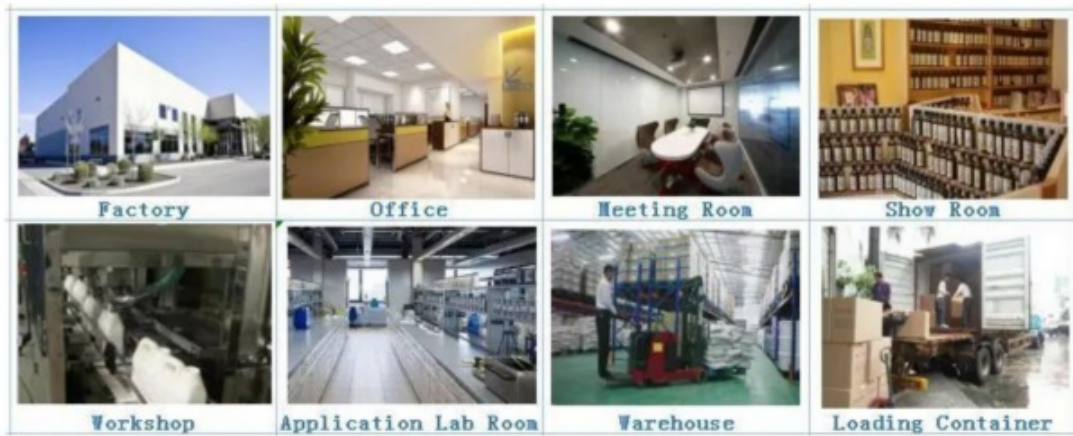 Factory
Office
Meeting Room
Show Room
Workshop
Application Lab Room
Warehouse
Loading Container